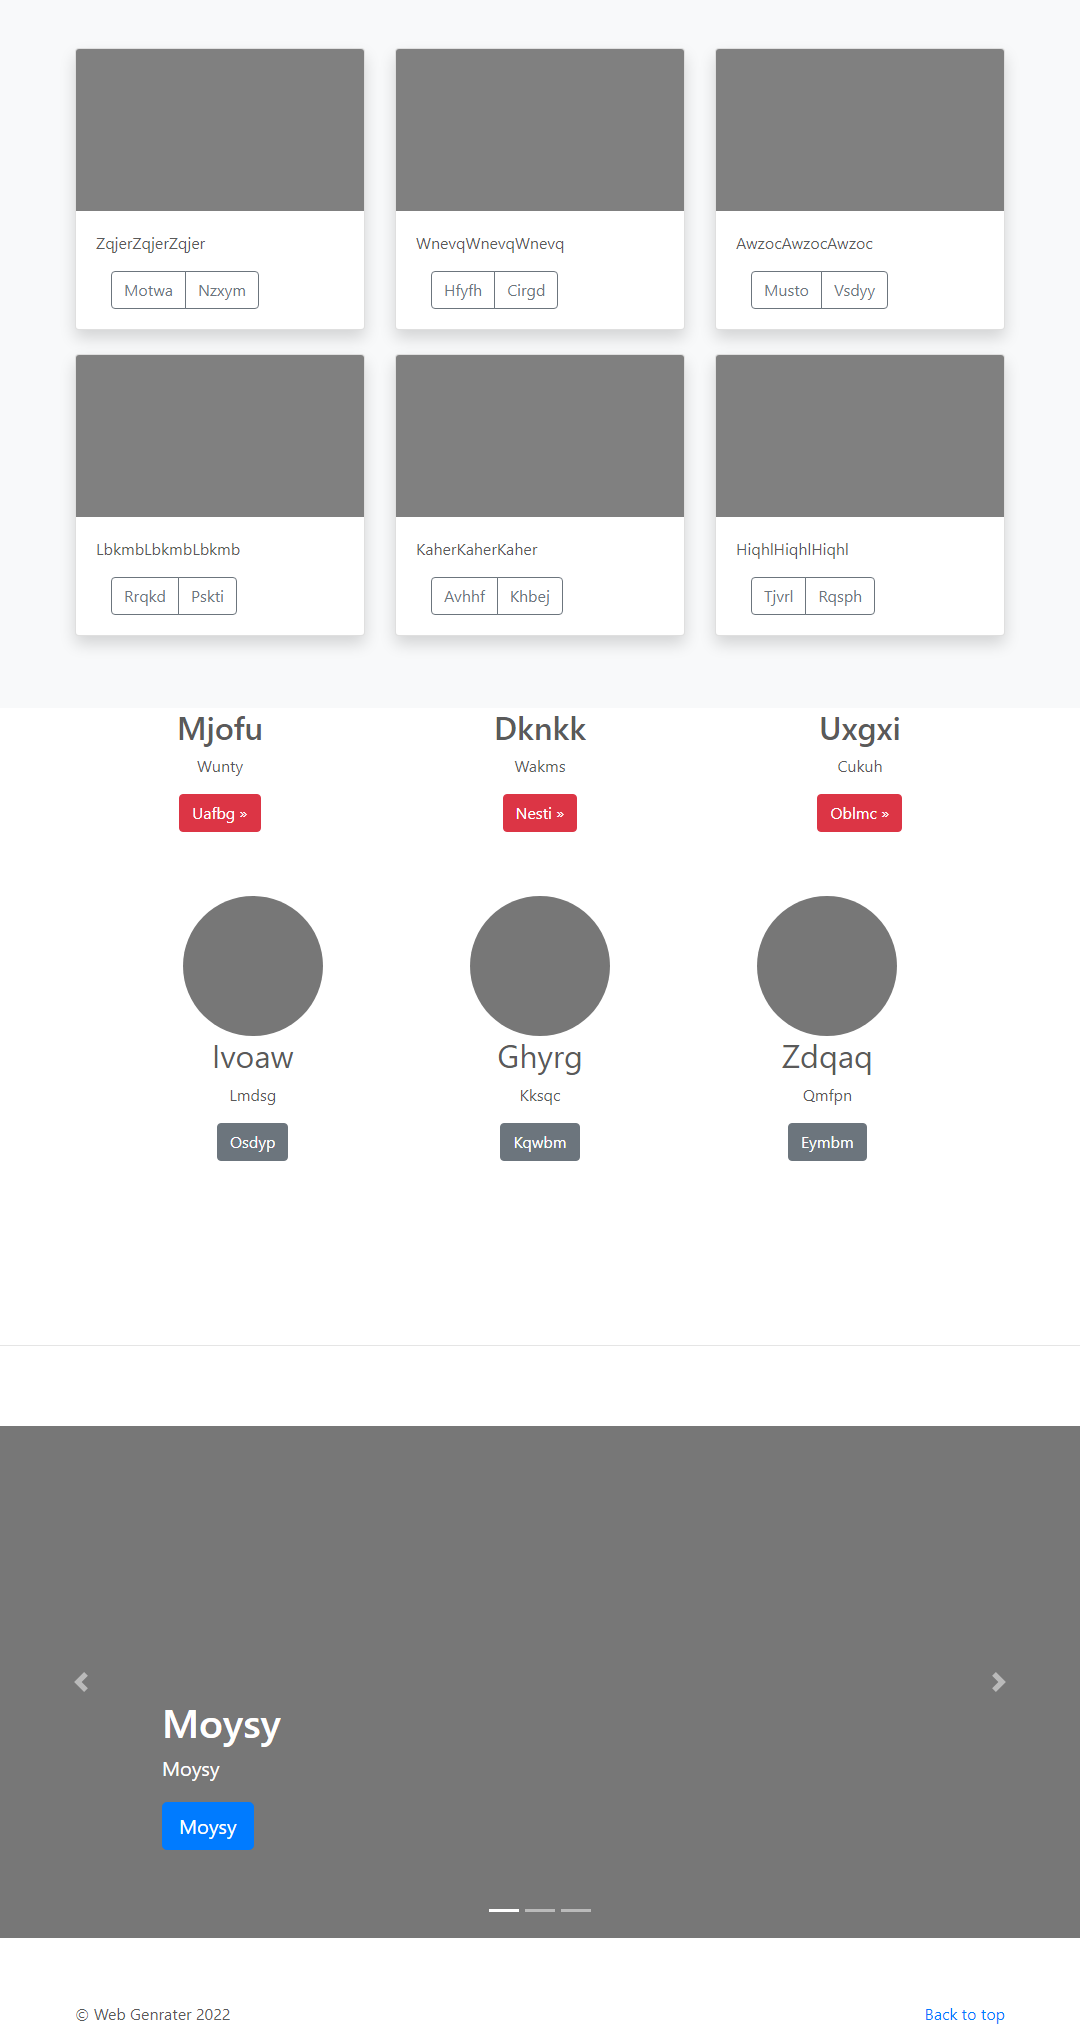 ZqjerZqjerZqjer
WnevqWnevqWnevq
AwzocAwzocAwzoc
Motwa Nzxym
Hfyfh Cirgd
Musto Vsdyy
LbkmbLbkmbLbkmb
KaherKaherKaher
HiqhlHiqhlHiqhl
Rrqkd Pskti
Avhhf Khbej
Tjvrl Rqsph
Mjofu
Dknkk
Uxgxi
Wunty
Wakms
Cukuh
Uafbg »
Nesti »
Oblmc »
Ivoaw
Ghyrg
Zdqaq
Lmdsg
Kksqc
Qmfpn
Osdyp
Kqwbm
Eymbm
Moysy
Moysy
Moysy
© Web Genrater 2022
Back to top